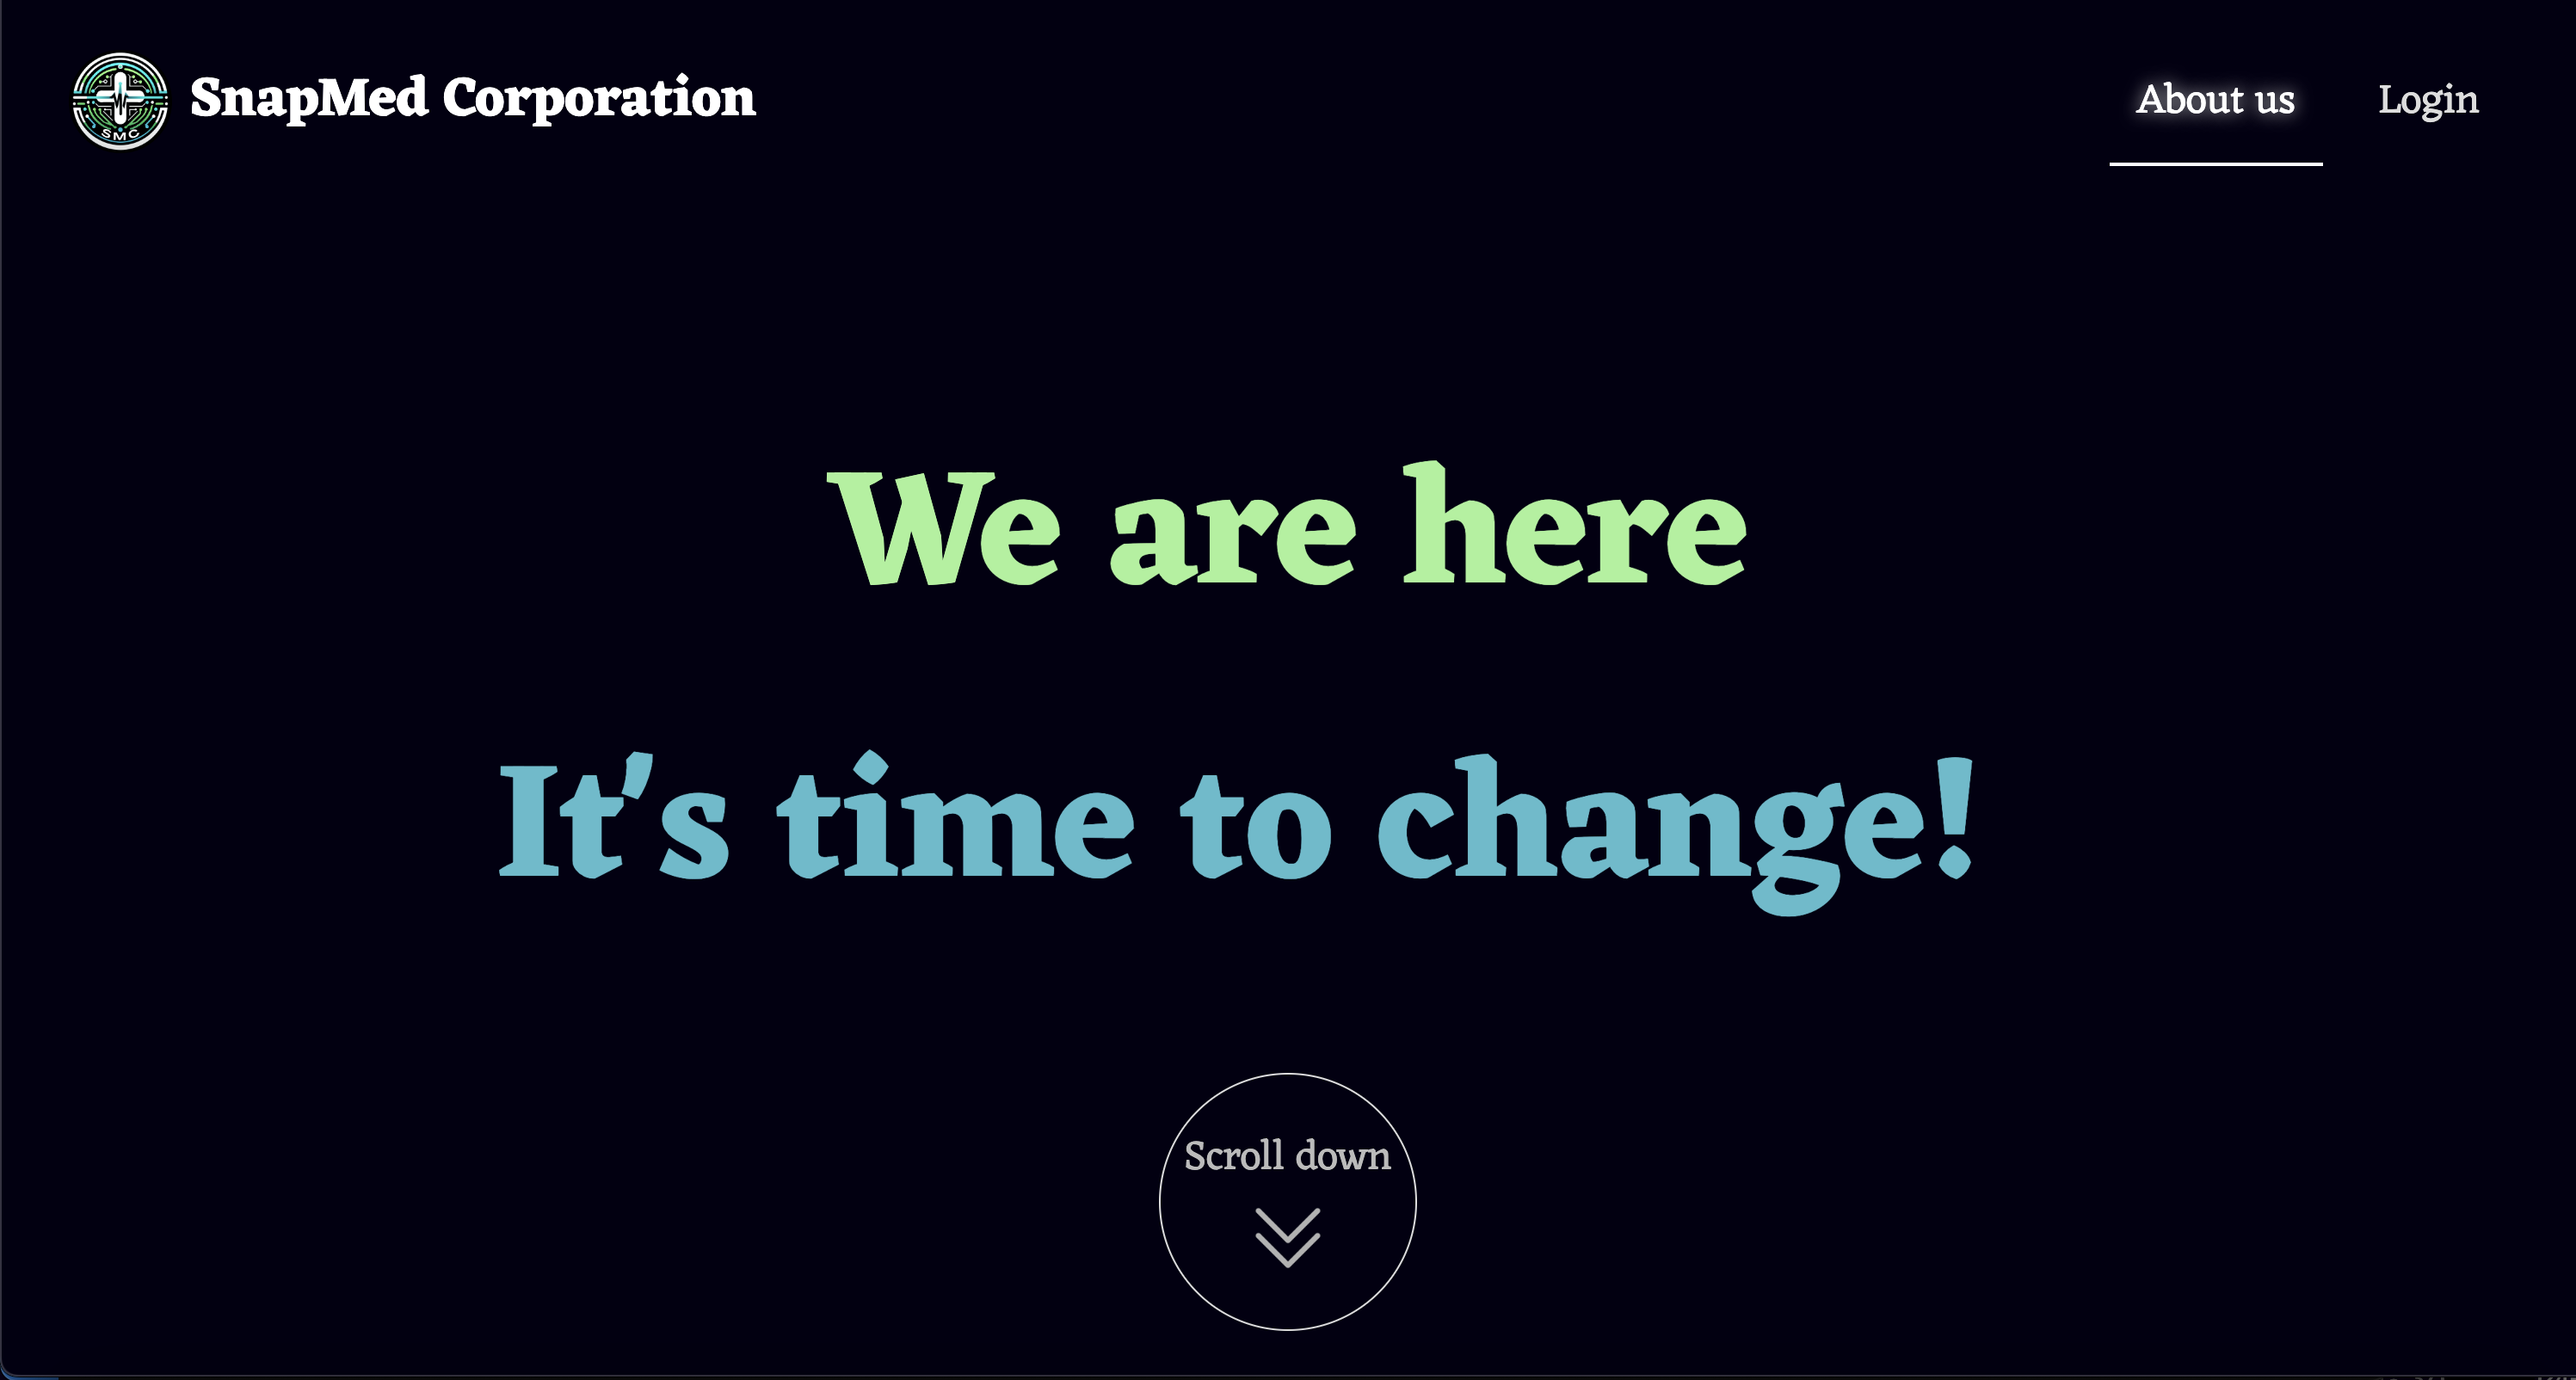 SMC
SnapMed Corporation
About us
Login
We are here
It's time to change!
Scroll down